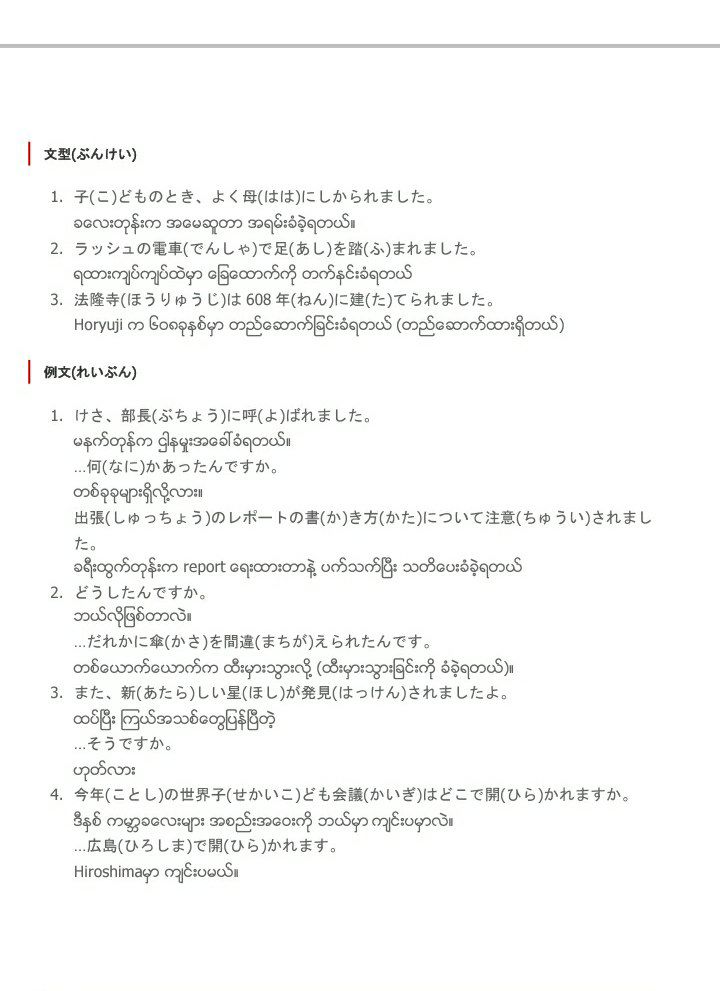 文型(ぶんけい)
1. 子(こ)どものとき、よく母(はは)にしかられました。
ခလေးတုန်းက အမေဆူတာ အရမ်းခံခဲ့ရတယ်။
2. ラッシュの電車(でんしゃ)で足(あし)を踏(ふ)まれました。
ရထားကျပ်ကျပ်ထဲမှာ ခြေထောက်ကို တက်နင်းခံရတယ်
3. 法隆寺(ほうりゅうじ)は 608 年(ねん)に建(た)てられました。
Horyuji က ၆၀၈ခုနှစ်မှာ တည်ဆောက်ခြင်းခံရတယ် (တည်ဆောက်ထားရှိတယ်)
例文(れいぶん)
1. けさ、部長(ぶちょう)に呼(よ)ばれました。
မနက်တုန်က ဌါနမှုးအခေါ်ခံရတယ်။
…何(なに)かあったんですか。
တစ်ခုခုများရှိလို့လား။
出張(しゅっちょう)のレポートの書(か)き方(かた)について注意(ちゅうい)されまし
た。
ခရီးထွက်တုန်းက report ရေးထားတာနဲ့ ပက်သက်ပြီး သတိပေးခံခဲ့ရတယ်
2. どうしたんですか。
ဘယ်လိုဖြစ်တာလဲ။
…だれかに傘(かさ)を間違(まちが)えられたんです。
တစ်ယောက်ယောက်က ထီးမှားသွားလို့ (ထီးမှားသွားခြင်းကို ခံခဲ့ရတယ်)။
3. また、新(あたら)しい星(ほし)が発見(はっけん)されましたよ。
ထပ်ပြီး ကြယ်အသစ်တွေပြန်ပြီတဲ့
…そうですか。
ဟုတ်လား
4. 今年(ことし)の世界子(せかいこ)ども会議(かいぎ)はどこで開(ひら)かれますか。
ဒီနှစ် ကမ္ဘာ့ခလေးများ အစည်းအဝေးကို ဘယ်မှာ ကျင်းပမှာလဲ။
…広島(ひろしま)で開(ひら)かれます。
Hiroshimaမှာ ကျင်းပမယ်။